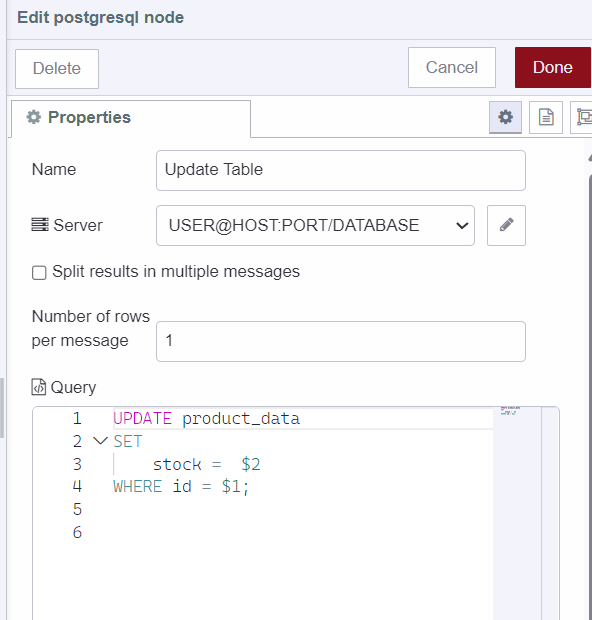 Edit postgresql node
Delete
Cancel
Done
Properties
Name
Update Table
Server
USER@HOST:PORT/DATABASE
Split results in multiple messages
Number of rows
per message
1
Query
1 UPDATE product_data
2 SET
3 stock = $2
4 WHERE id = $1;
5
6